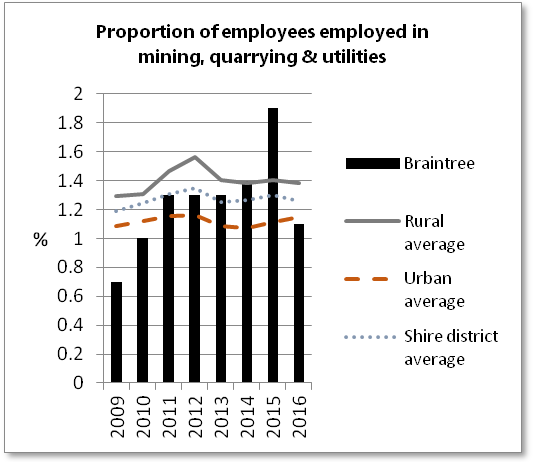 Proportion of employees employed in
mining, quarrying & utilities
2
1.8
1.6
1.4
1.2
1
0.8
0.6
0.4
0.2
0
%
2009
2010
2011
2012
2013
2014
2015
2016
Braintree
Rural
average
Urban
average
Shire district
average